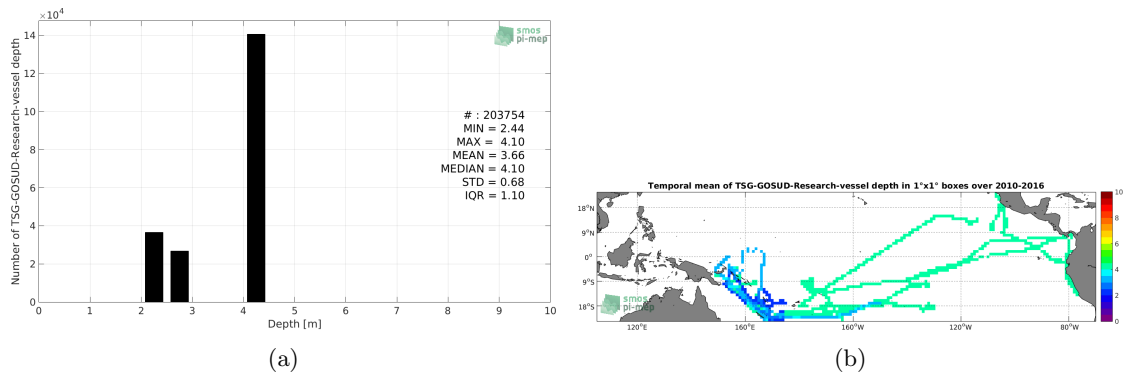 ×10⁴
14
12
10
8
6
4
2
0
Number of TSG-GOSUD-Research-vessel depth
0 1 2 3 4 5 6 7 8 9 10
Depth [m]
smos
pi-mep
# : 203754
MIN = 2.44
MAX = 4.10
MEAN = 3.66
MEDIAN = 4.10
STD = 0.68
IQR = 1.10
(a)
Temporal mean of TSG-GOSUD-Research-vessel depth in 1°x1° boxes over 2010-2016
18°N
9°N
0°
9°S
18°S
120°E 160°E 160°W 120°W 80°W
smos
pi-mep
10
8
6
4
2
0
(b)